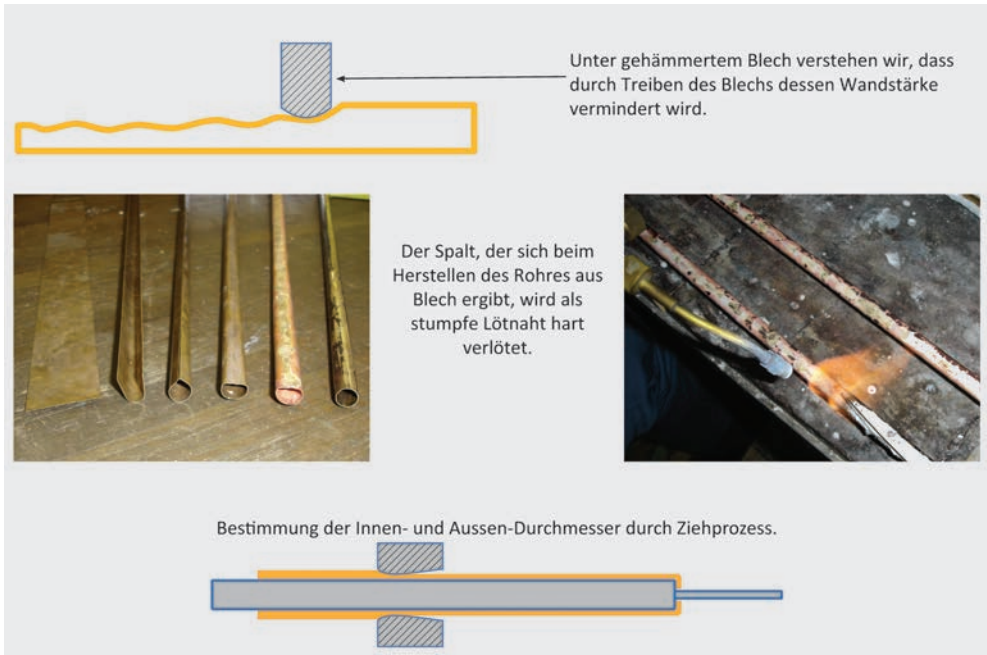 Unter gehämmertem Blech verstehen wir, dass
durch Treiben des Blechs dessen Wandstärke
vermindert wird.
Der Spalt, der sich beim
Herstellen des Rohres aus
Blech ergibt, wird als
stumpfe Lötnaht hart
verlötet.
Bestimmung der Innen- und Aussen-Durchmesser durch Ziehprozess.